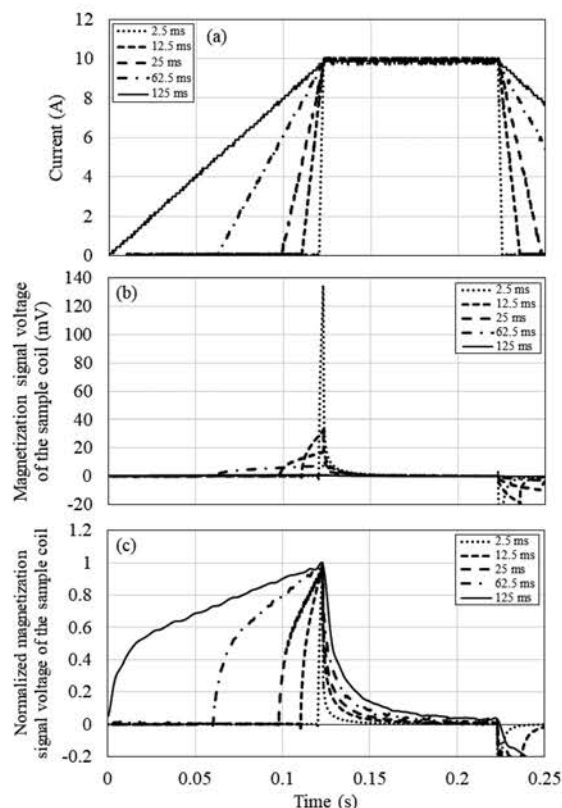 12
10
8
6
4
2
0
Current (A)
(a)
2.5 ms
12.5 ms
25 ms
62.5 ms
125 ms
140
120
100
80
60
40
20
0
-20
Magnetization signal voltage
of the sample coil (mV)
(b)
2.5 ms
12.5 ms
25 ms
62.5 ms
125 ms
1.2
1
0.8
0.6
0.4
0.2
0
-0.2
Normalized magnetization
signal voltage of the sample coil
(c)
2.5 ms
12.5 ms
25 ms
62.5 ms
125 ms
0
0.05
0.1
0.15
0.2
0.25
Time (s)